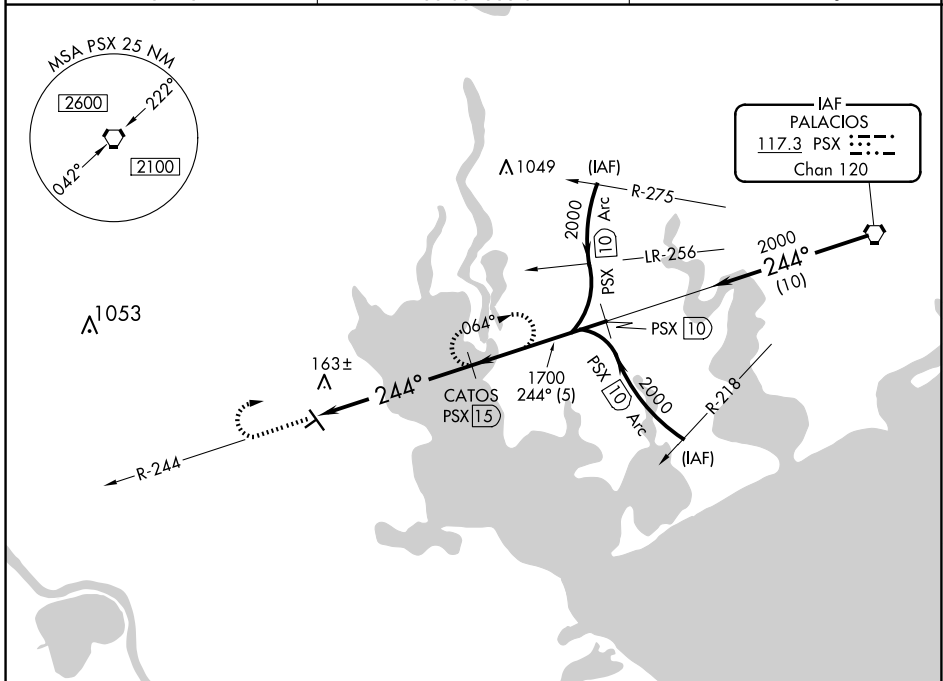 MSA PSX 25 NM
2600
222°
042°
2100
IAF
PALACIOS
117.3 PSX
Chan 120
1049
(IAF)
R-275
2000
PSX 10 Arc
LR-256
2000
244°
(10)
PSX 10
1053
163±
064°
244°
CATOS
PSX 15
1700
244° (5)
PSX 10 Arc
2000
R-218
(IAF)
R-244